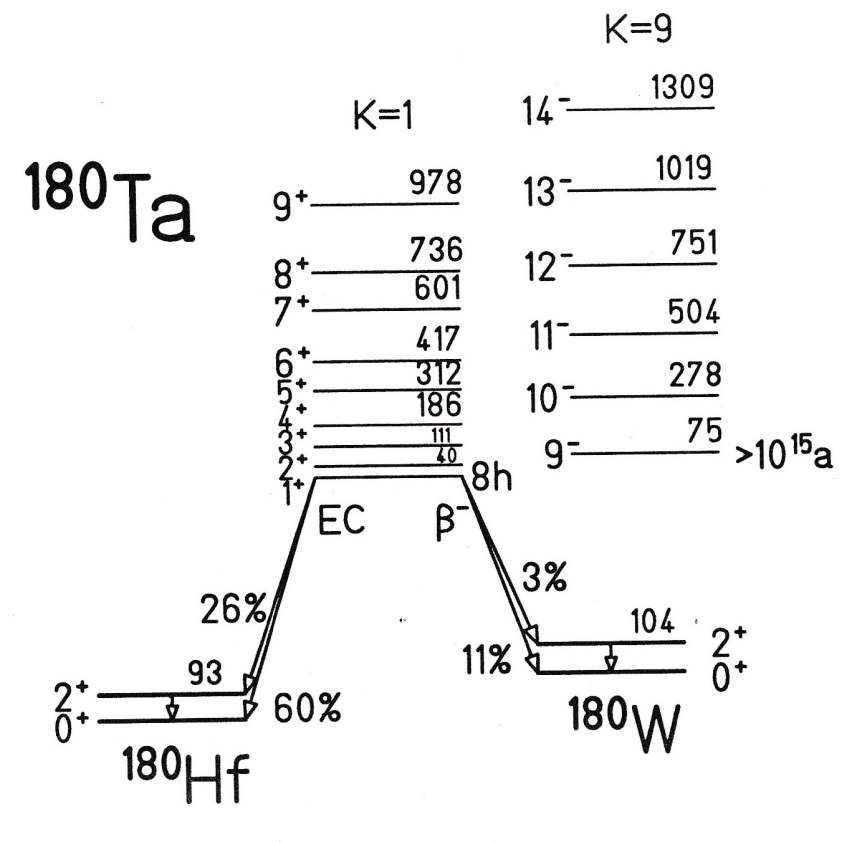 K=9
K=1
¹⁸⁰Ta
14⁻ 1309
13⁻ 1019
12⁻ 751
11⁻ 504
10⁻ 278
9⁻ 75 >10¹⁵a
9⁺ 978
8⁺ 736
7⁺ 601
6⁺ 417
5⁺ 312
4⁺ 186
3⁺ 111
2⁺ 40
1⁺ 8h
EC β⁻
26% 3%
60% 11%
2⁺ 93
0⁺
¹⁸⁰Hf
104 2⁺
0⁺
¹⁸⁰W